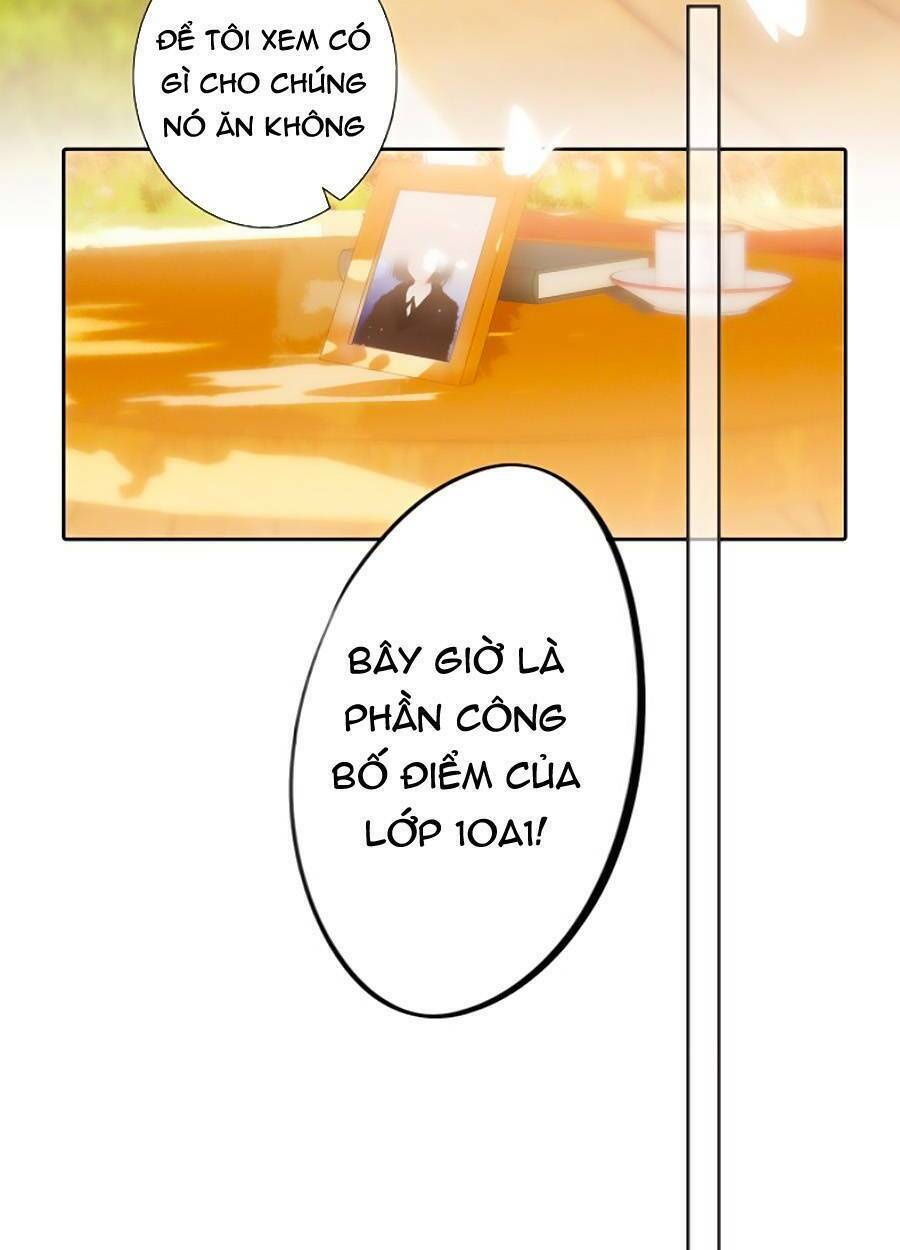 ĐỂ TÔI XEM CÓ
GÌ CHO CHÚNG
NÓ ĂN KHÔNG
BÂY GIỜ LÀ
PHẦN CÔNG
BỐ ĐIỂM CỦA
LỚP 10A1!